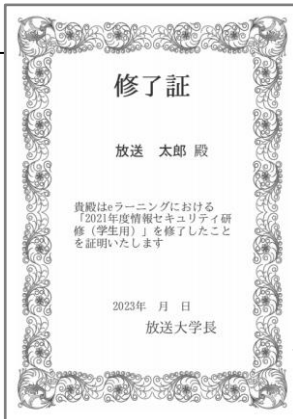 修了証
放送　太郎 殿
貴殿はeラーニングにおける
「2021年度情報セキュリティ研
修（学生用）」を修了したこと
を証明いたします
2023年　月　日
放送大学長